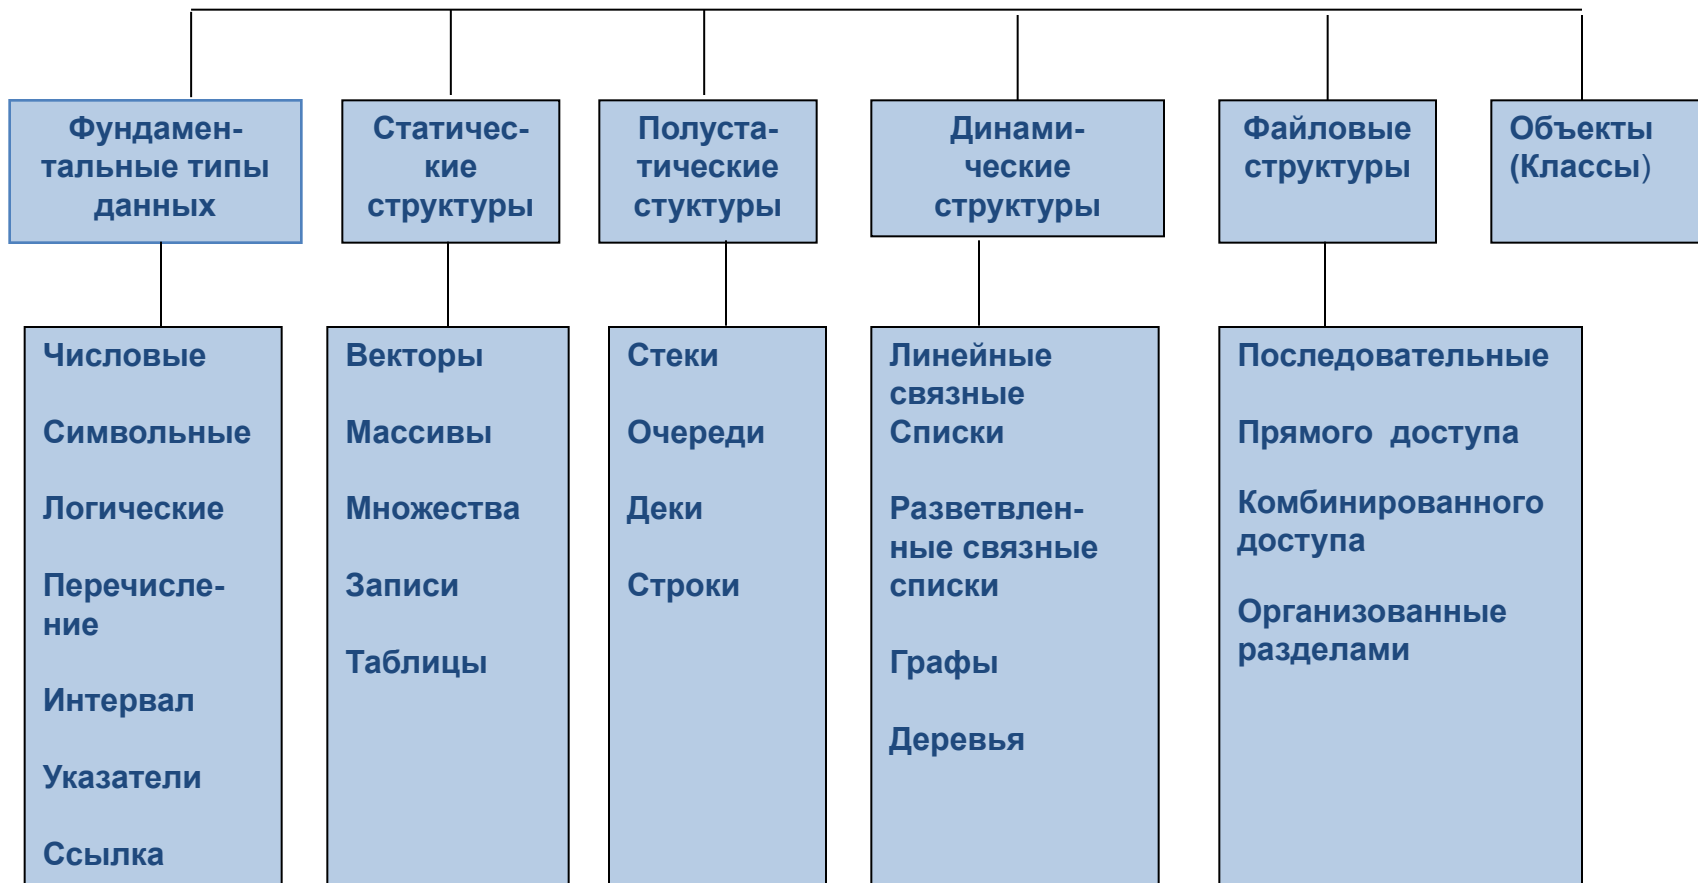 Фундамен-
тальные типы
данных
Статичес-
кие
структуры
Полуста-
тические
стуктуры
Динами-
ческие
структуры
Файловые
структуры
Объекты
(Классы)
Числовые
Символьные
Логические
Перечисле-
ние
Интервал
Указатели
Ссылка
Векторы
Массивы
Множества
Записи
Таблицы
Стеки
Очереди
Деки
Строки
Линейные
связные
Списки
Разветвлен-
ные связные
списки
Графы
Деревья
Последовательные
Прямого доступа
Комбинированного
доступа
Организованные
разделами